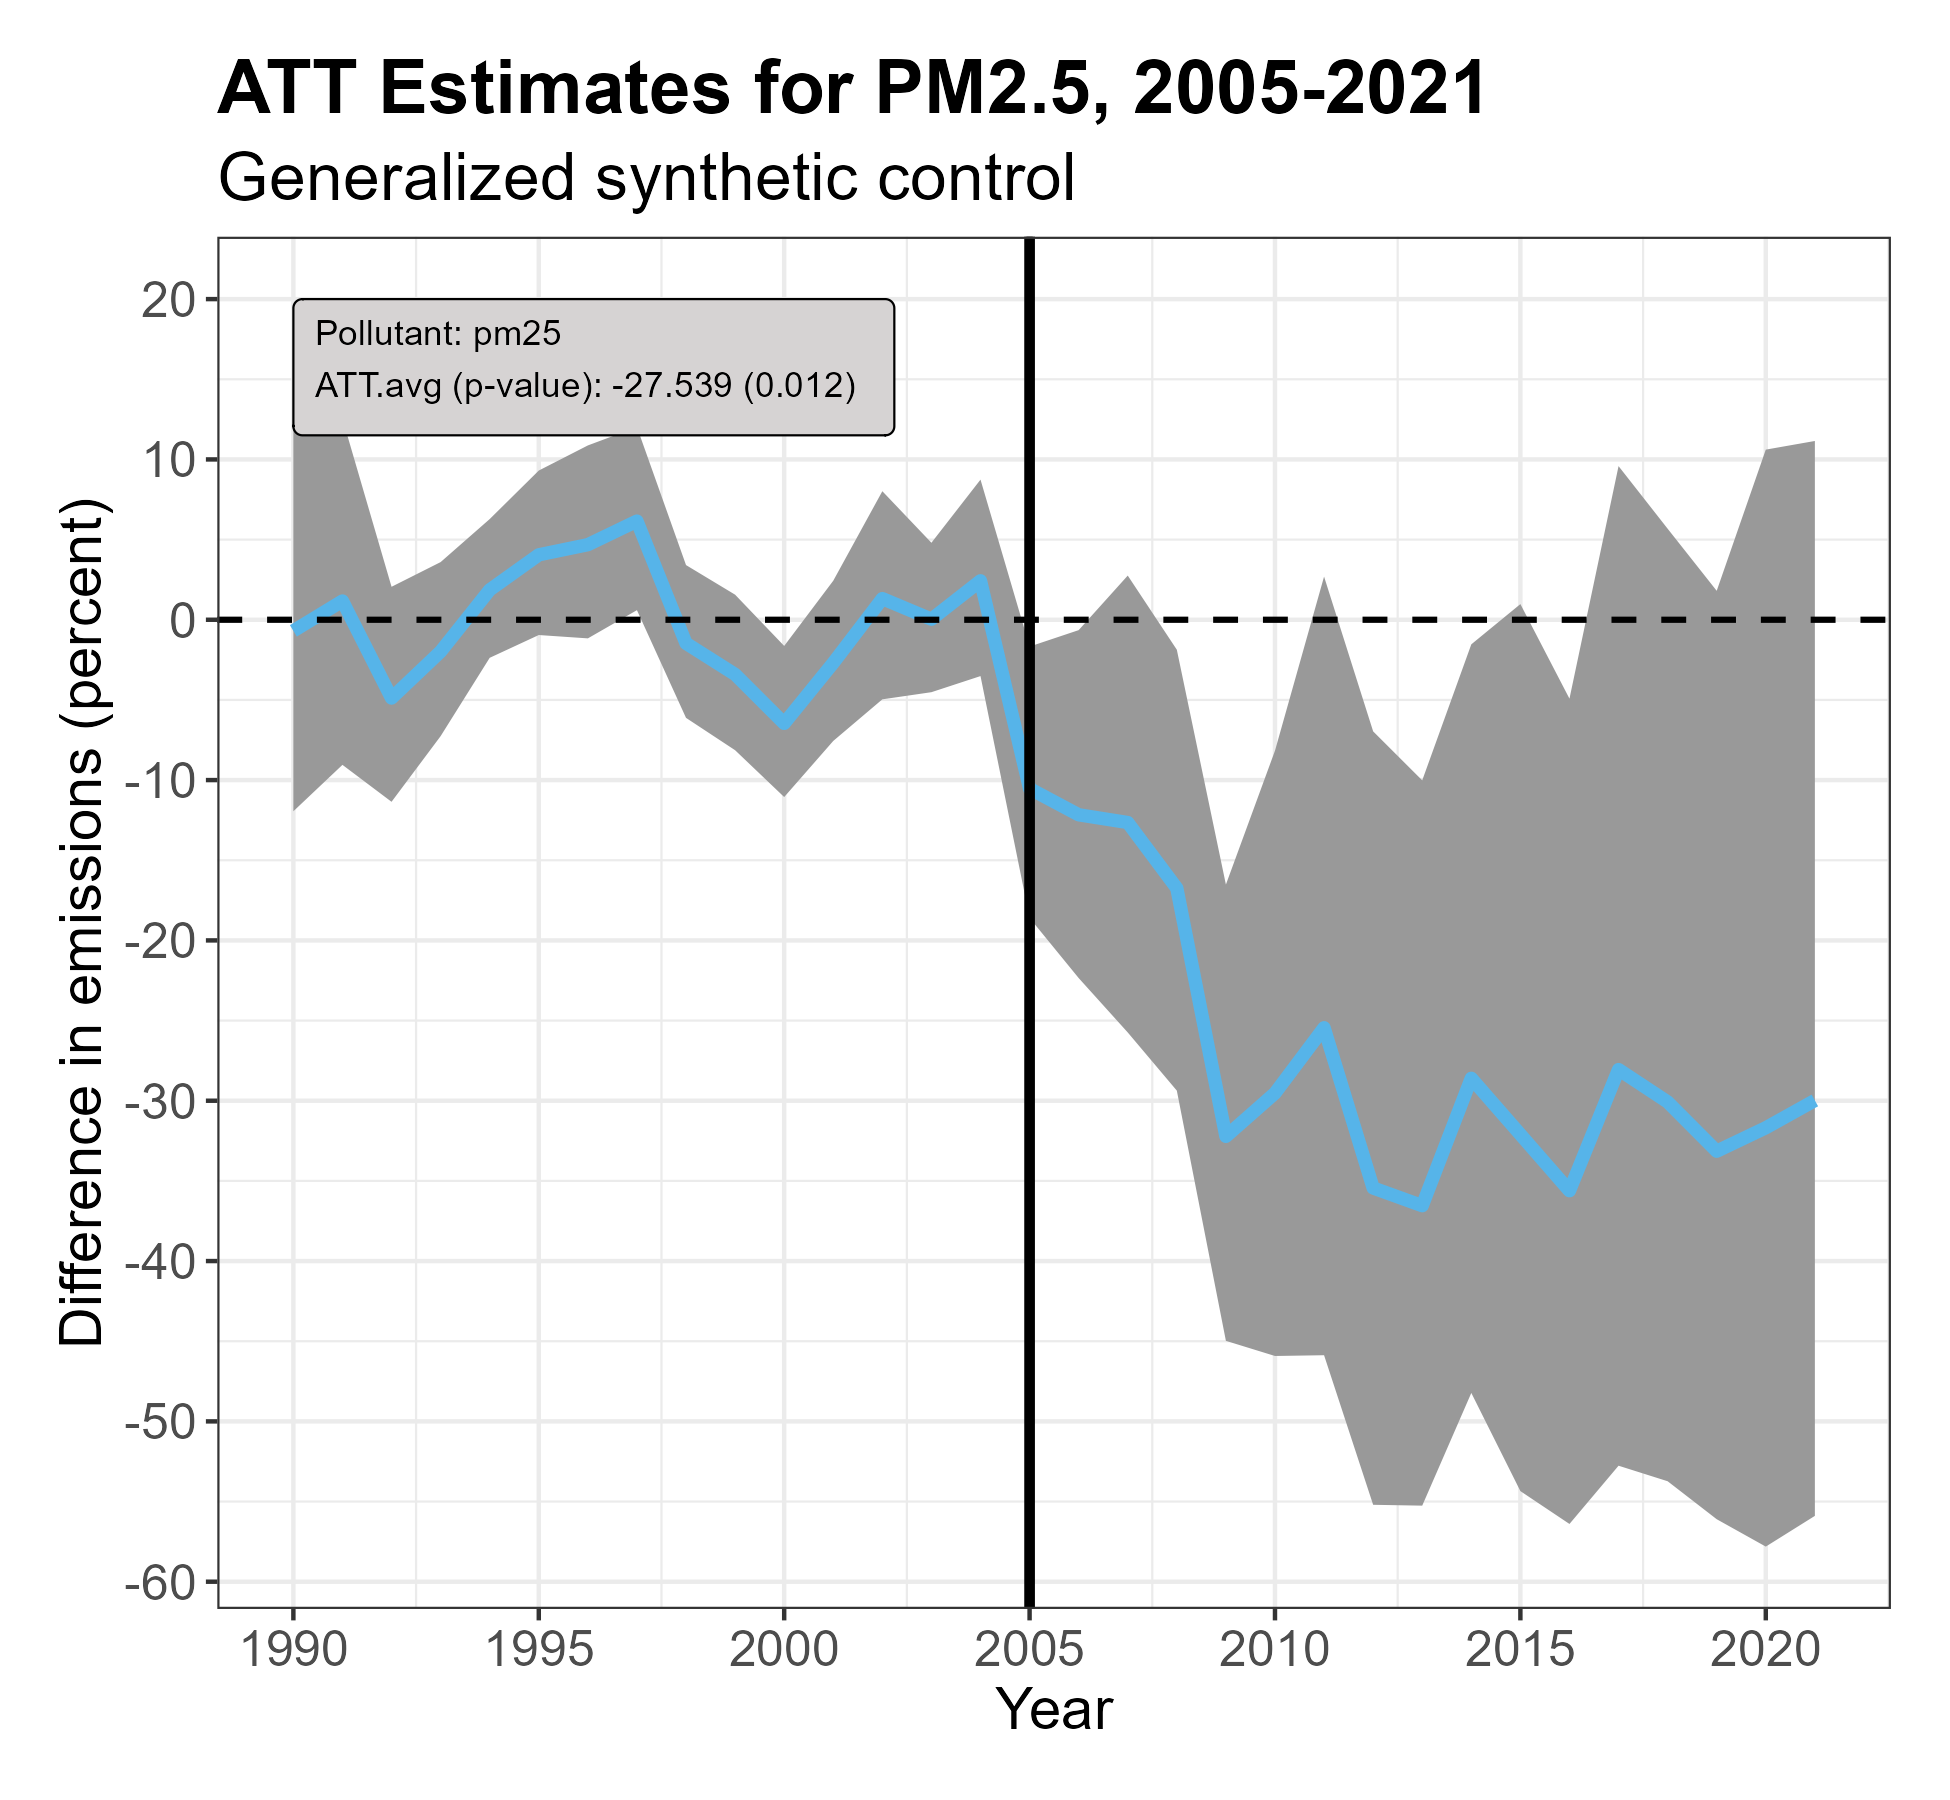 ATT Estimates for PM2.5, 2005-2021
Generalized synthetic control
Pollutant: pm25
ATT.avg (p-value): -27.539 (0.012)
Difference in emissions (percent)
20
10
0
-10
-20
-30
-40
-50
-60
1990 1995 2000 2005 2010 2015 2020
Year